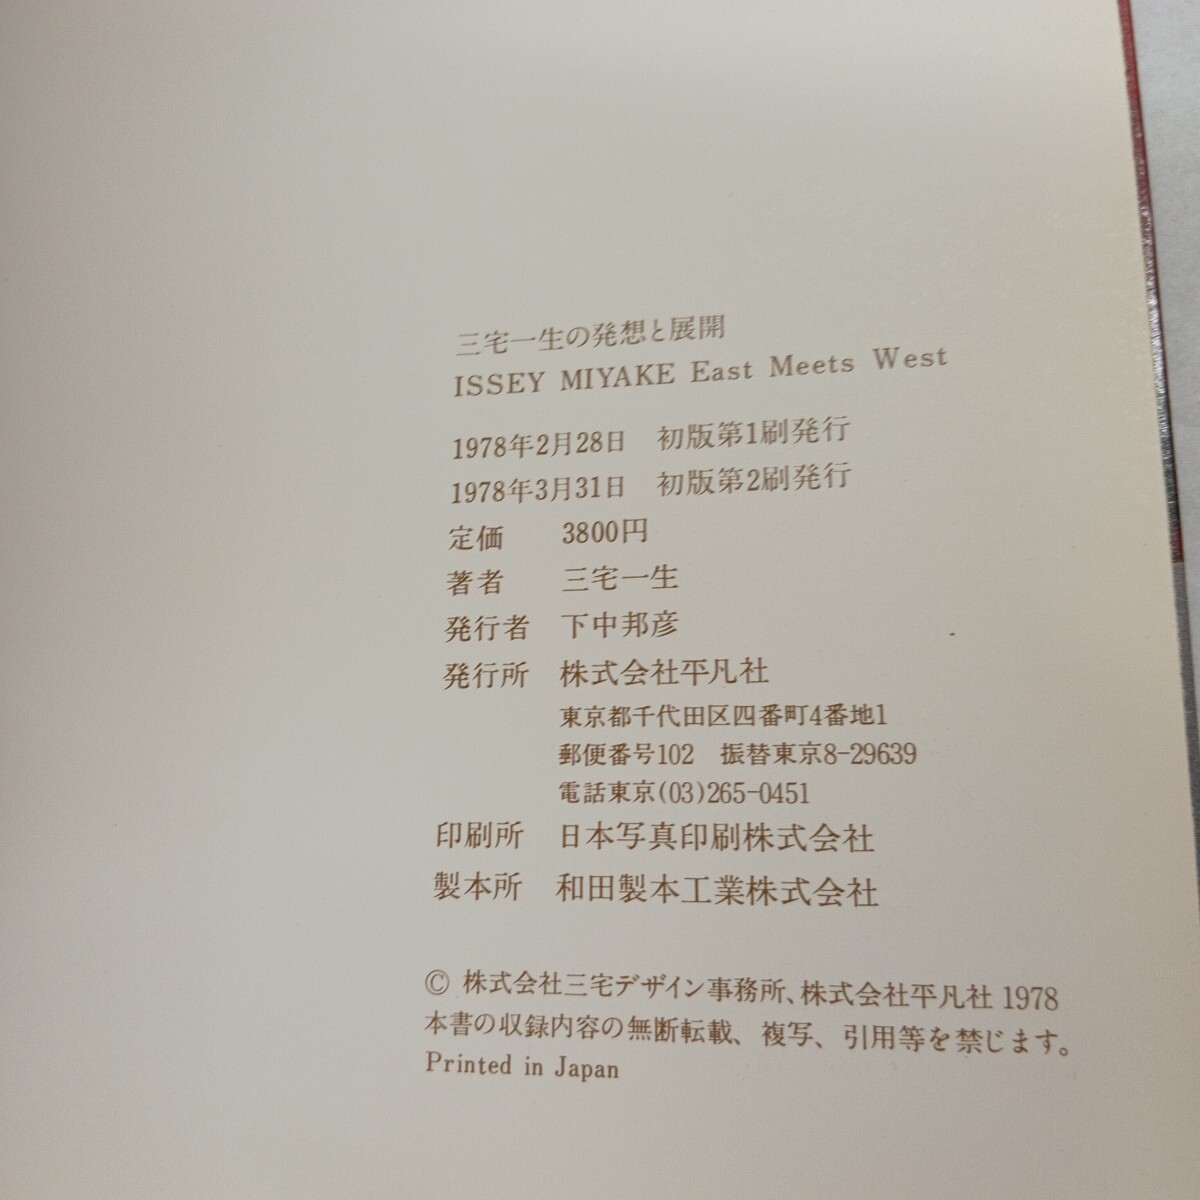 三宅一生の発想と展開
ISSEY MIYAKE East Meets West
1978年2月28日　初版第1刷発行
1978年3月31日　初版第2刷発行
定価　3800円
著者　三宅一生
発行者　下中邦彦
発行所　株式会社平凡社
東京都千代田区四番町4番地1
郵便番号102　振替東京8-29639
電話東京(03)265-0451
印刷所　日本写真印刷株式会社
製本所　和田製本工業株式会社
© 株式会社三宅デザイン事務所、株式会社平凡社 1978
本書の収録内容の無断転載、複写、引用等を禁じます。
Printed in Japan